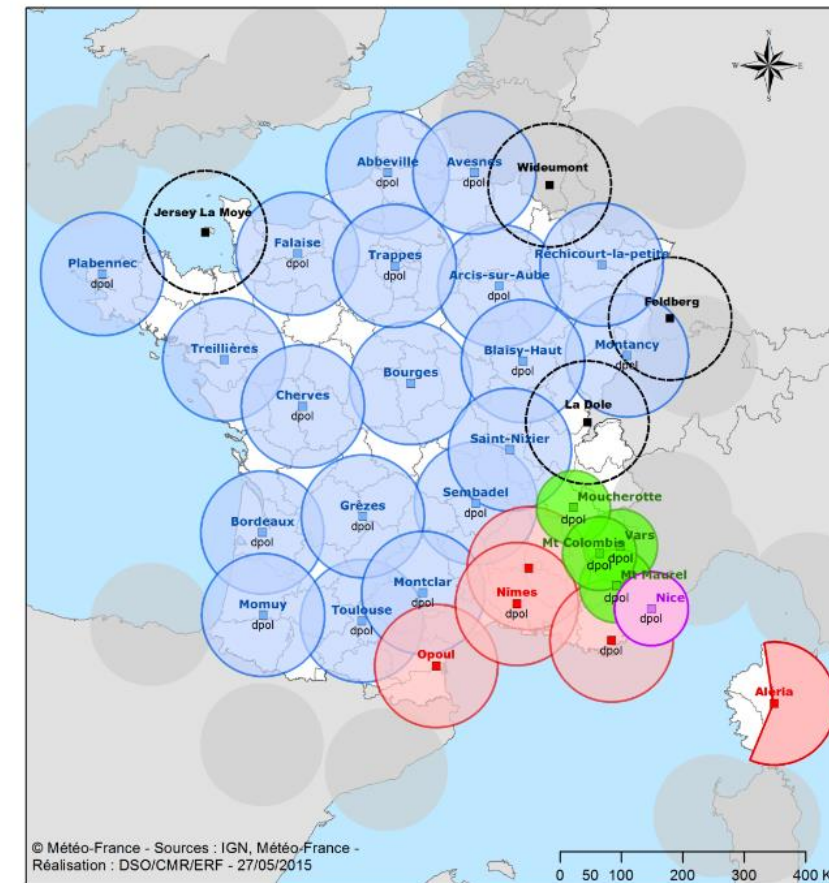 N
W E
S
Abbeville
dpol
Avesnes
dpol
Wideumont
Jersey La Moye
Plabennec
dpol
Falaise
dpol
Trappes
dpol
Arcis-sur-Aube
dpol
Réchicourt-la-petite
dpol
Feldberg
Treillières
Blaisy-Haut
dpol
Montancy
dpol
Bourges
Cherves
dpol
La Dole
Saint-Nizier
Sembadel
dpol
Moucherotte
dpol
Grèzes
dpol
Bordeaux
dpol
Mt Colombis
dpol
Vars
dpol
Mt Maurel
dpol
Nice
dpol
Montclar
dpol
Nîmes
dpol
Momuy
dpol
Toulouse
dpol
dpol
Opoul
Aléria
© Météo-France - Sources : IGN, Météo-France -
Réalisation : DSO/CMR/ERF - 27/05/2015
0 50 100 200 300 400 K